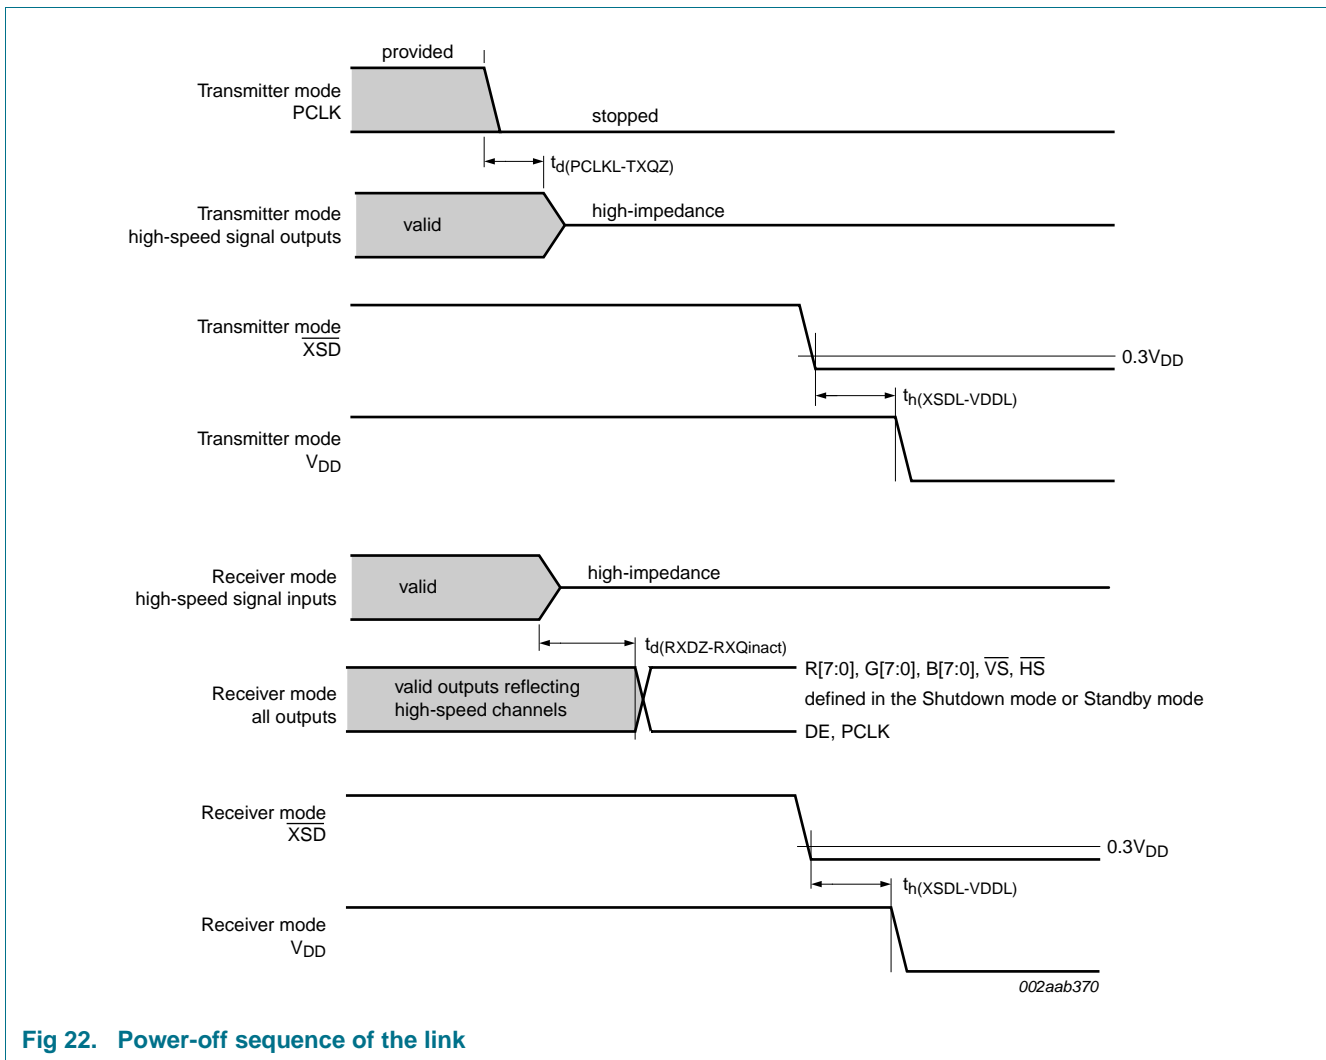 provided
Transmitter mode
PCLK
stopped
td(PCLKL-TXQZ)
Transmitter mode
high-speed signal outputs
valid
high-impedance
Transmitter mode
X̅S̅D̅
0.3VDD
th(XSDL-VDDL)
Transmitter mode
VDD
Receiver mode
high-speed signal inputs
valid
high-impedance
td(RXDZ-RXQinact)
Receiver mode
all outputs
valid outputs reflecting
high-speed channels
R[7:0], G[7:0], B[7:0], V̅S̅, H̅S̅
defined in the Shutdown mode or Standby mode
DE, PCLK
Receiver mode
X̅S̅D̅
0.3VDD
th(XSDL-VDDL)
Receiver mode
VDD
002aab370
Fig 22. Power-off sequence of the link